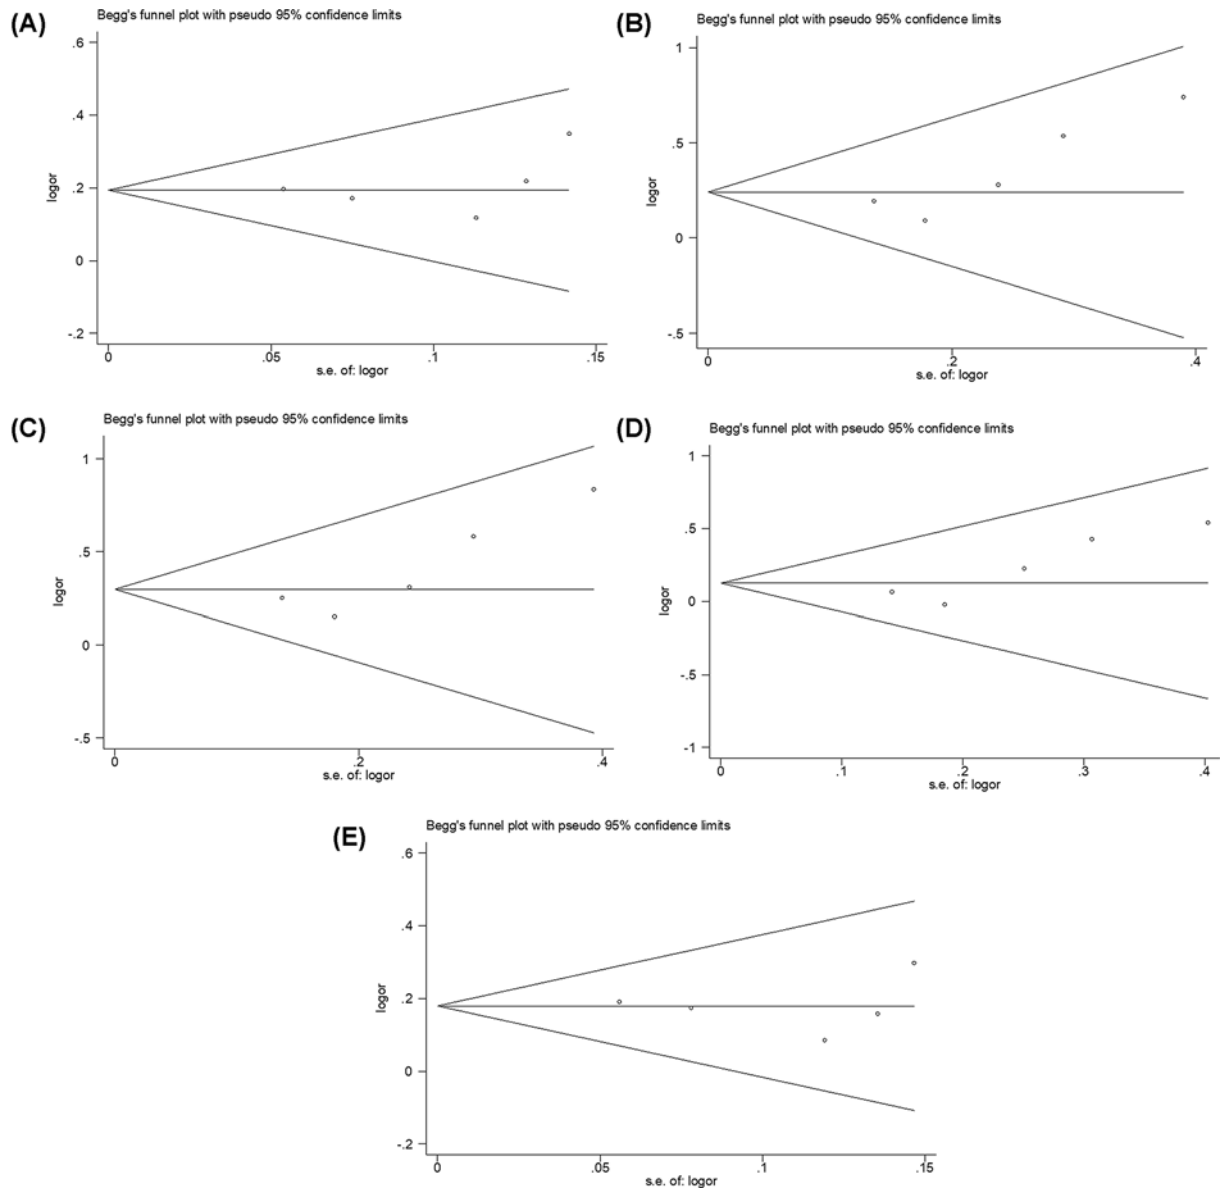 (A)
Begg's funnel plot with pseudo 95% confidence limits
.6
.4
.2
0
-.2
logor
0 .05 .1 .15
s.e. of: logor
(B)
Begg's funnel plot with pseudo 95% confidence limits
1
.5
0
-.5
logor
0 .2 .4
s.e. of: logor
(C)
Begg's funnel plot with pseudo 95% confidence limits
1
.5
0
-.5
logor
0 .2 .4
s.e. of: logor
(D)
Begg's funnel plot with pseudo 95% confidence limits
1
.5
0
-.5
-1
logor
0 .1 .2 .3 .4
s.e. of: logor
(E)
Begg's funnel plot with pseudo 95% confidence limits
.6
.4
.2
0
-.2
logor
0 .05 .1 .15
s.e. of: logor